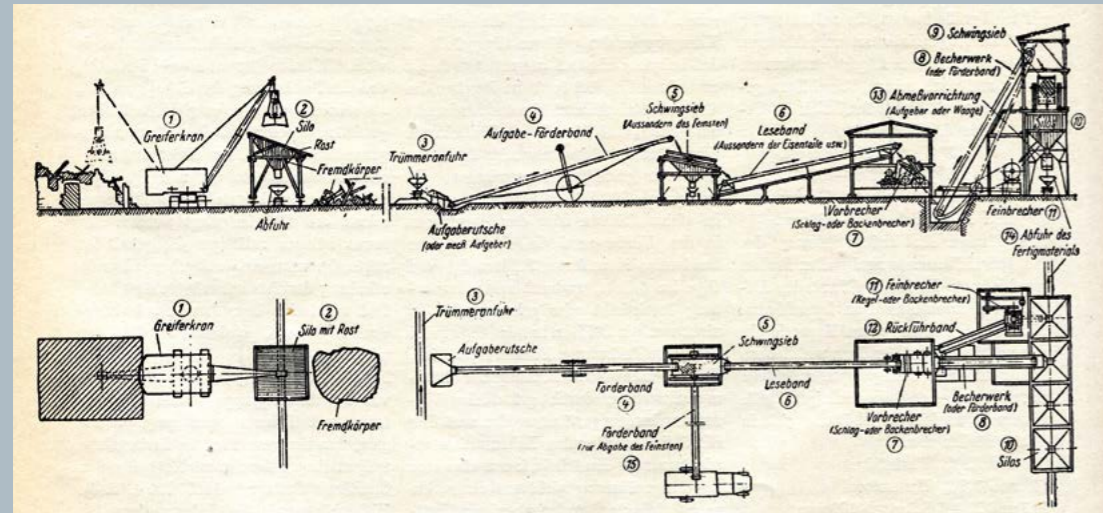 ①
Greiferkran
②
Silo
Rost
Fremdkörper
Abfuhr
③
Trümmeranfuhr
Aufgaberutsche
(oder mech Aufgeber)
④
Aufgabe-Förderband
⑤
Schwingsieb
(Aussondern des Feinsten)
⑥
Leseband
(Aussondern der Eisenteile usw.)
Vorbrecher
(Schlag-oder Backenbrecher)
⑦
⑨ Schwingsieb
⑧ Becherwerk
(oder Förderband)
⑬ Abmeßvorrichtung
(Aufgeber oder Waage)
Silo
⑩
Feinbrecher ⑪
⑭ Abfuhr des
Fertigmaterials
①
Greiferkran
②
Silo mit Rost
Fremdkörper
③
Trümmeranfuhr
Aufgaberutsche
Förderband
④
Förderband
(zur Abgabe des Feinsten)
⑮
⑤
Schwingsieb
Leseband
⑥
⑪ Feinbrecher
(Kegel-oder Backenbrecher)
⑫ Rückführband
Vorbrecher
(Schlag-oder Backenbrecher)
⑦
Becherwerk
(oder Förderband)
⑧
⑩
Silos